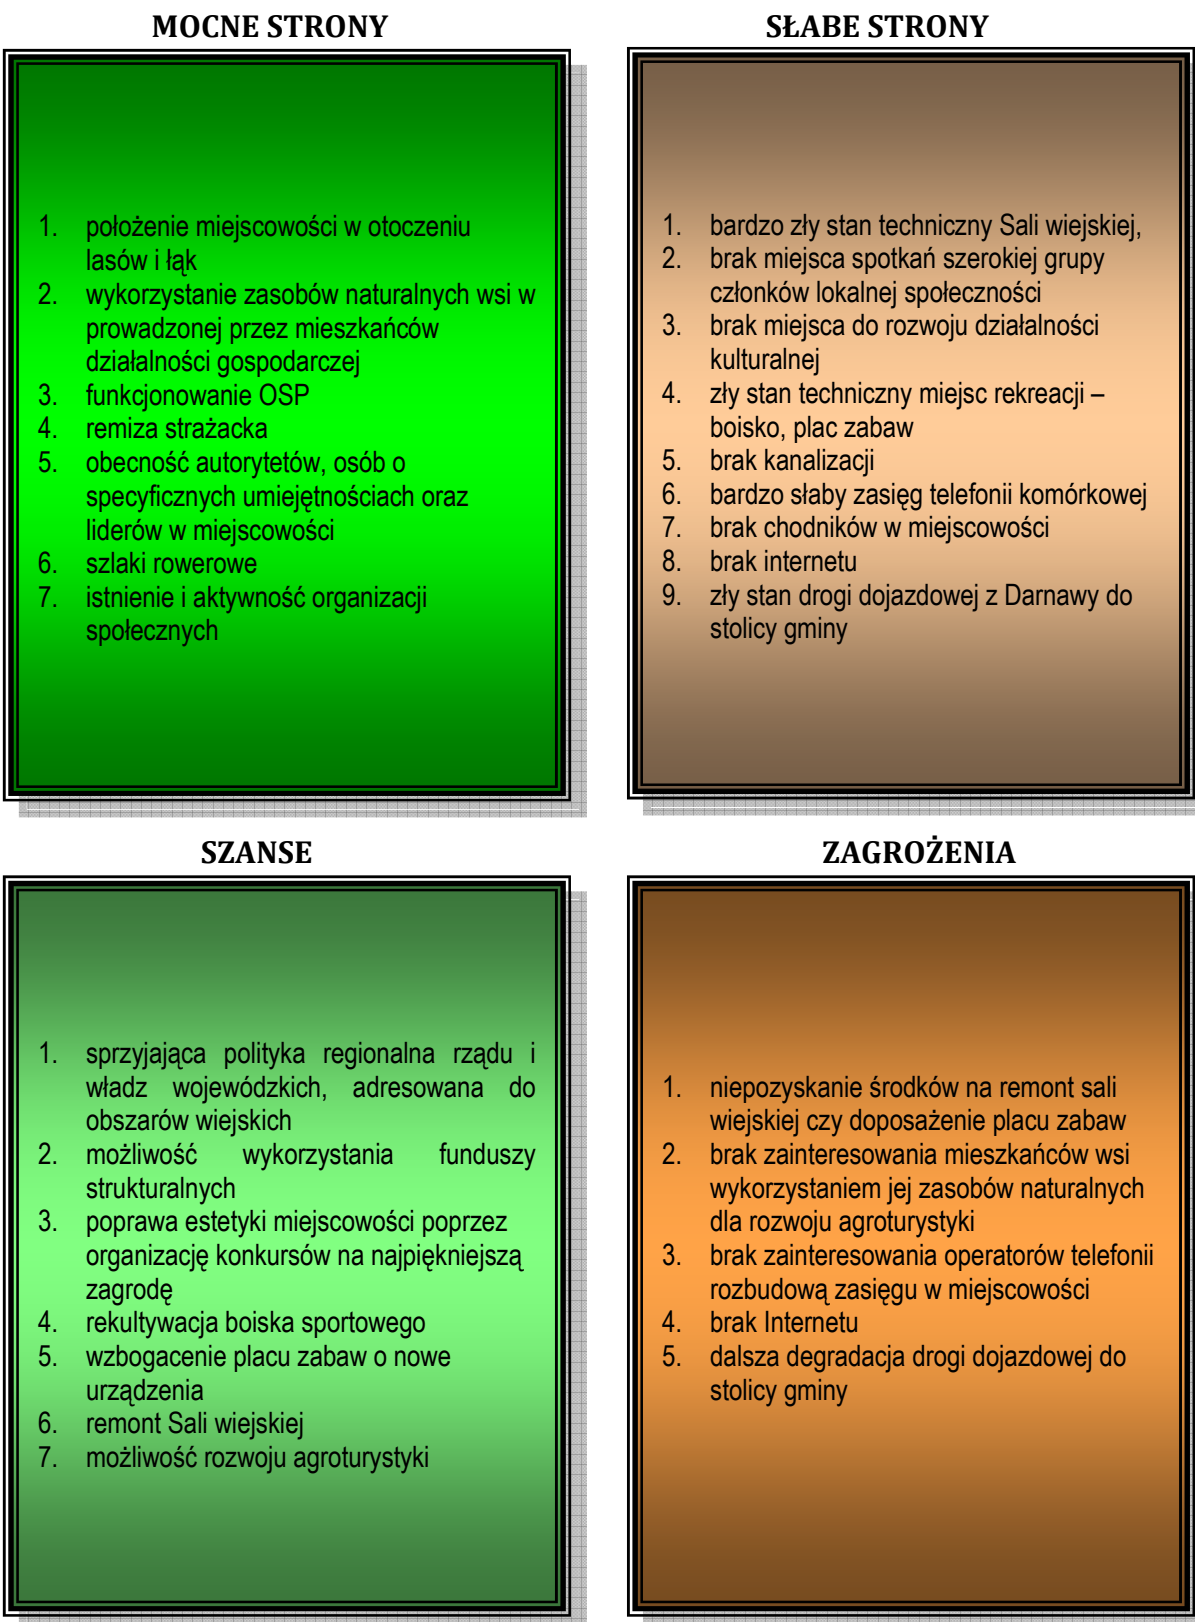 MOCNE STRONY
1. położenie miejscowości w otoczeniu
lasów i łąk
2. wykorzystanie zasobów naturalnych wsi w
prowadzonej przez mieszkańców
działalności gospodarczej
3. funkcjonowanie OSP
4. remiza strażacka
5. obecność autorytetów, osób o
specyficznych umiejętnościach oraz
liderów w miejscowości
6. szlaki rowerowe
7. istnienie i aktywność organizacji
społecznych
SŁABE STRONY
1. bardzo zły stan techniczny Sali wiejskiej,
2. brak miejsca spotkań szerokiej grupy
członków lokalnej społeczności
3. brak miejsca do rozwoju działalności
kulturalnej
4. zły stan techniczny miejsc rekreacji –
boisko, plac zabaw
5. brak kanalizacji
6. bardzo słaby zasięg telefonii komórkowej
7. brak chodników w miejscowości
8. brak internetu
9. zły stan drogi dojazdowej z Darnawy do
stolicy gminy
SZANSE
1. sprzyjająca polityka regionalna rządu i
władz wojewódzkich, adresowana do
obszarów wiejskich
2. możliwość wykorzystania funduszy
strukturalnych
3. poprawa estetyki miejscowości poprzez
organizację konkursów na najpiękniejszą
zagrodę
4. rekultywacja boiska sportowego
5. wzbogacenie placu zabaw o nowe
urządzenia
6. remont Sali wiejskiej
7. możliwość rozwoju agroturystyki
ZAGROŻENIA
1. niepozyskanie środków na remont sali
wiejskiej czy doposażenie placu zabaw
2. brak zainteresowania mieszkańców wsi
wykorzystaniem jej zasobów naturalnych
dla rozwoju agroturystyki
3. brak zainteresowania operatorów telefonii
rozbudową zasięgu w miejscowości
4. brak Internetu
5. dalsza degradacja drogi dojazdowej do
stolicy gminy